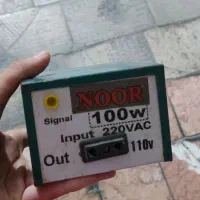 NOOR
Signal 100w
Input 220VAC
Out 110v